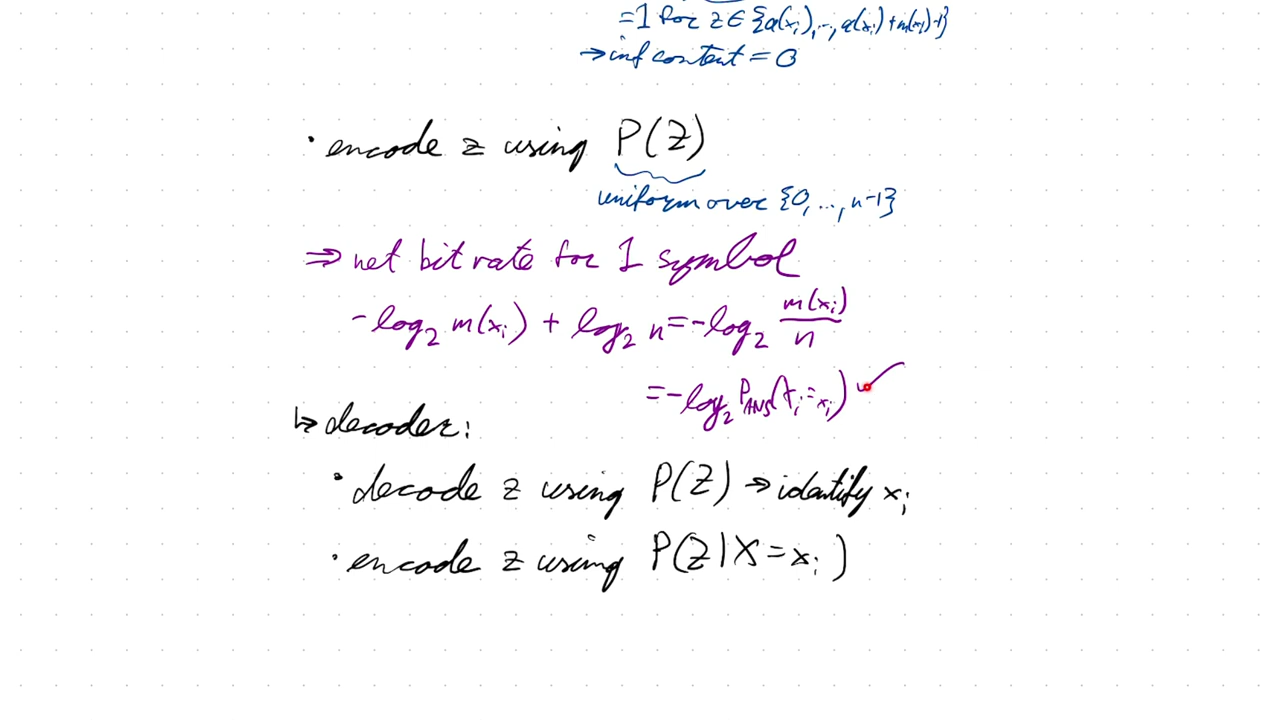 =1 for z∈{a(xᵢ),..,a(xᵢ)+m(xᵢ)-1}
→ inf content = 0
· encode z using P(Z)
uniform over {0,...,n-1}
⇒ net bit rate for 1 symbol
-log₂ m(xᵢ) + log₂ n = -log₂ m(xᵢ)/n
= -log₂ P_ANS(Xᵢ=xᵢ) ✓
↳ decoder:
· decode z using P(Z) → identify xᵢ
· encode z using P(Z|X=xᵢ)